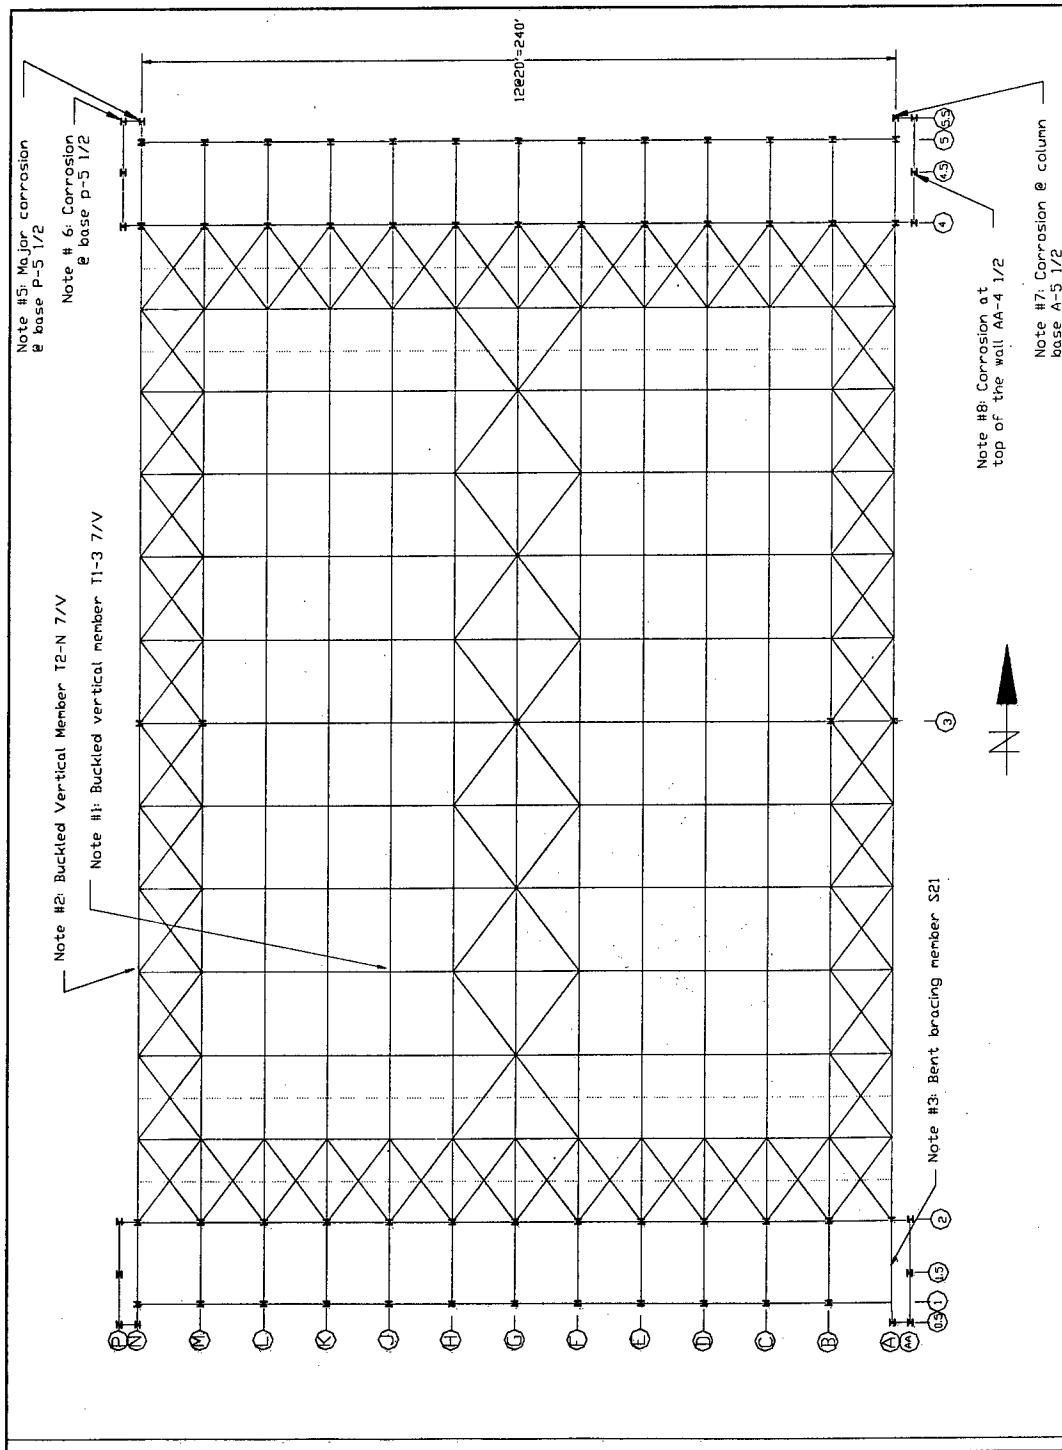 Note #5: Major corrosion
@ base P-5 1/2
Note # 6: Corrosion
@ base p-5 1/2
12@20'=240'
Note #2: Buckled Vertical Member T2-N 7/V
Note #1: Buckled vertical member T1-3 7/V
Note #8: Corrosion at
top of the wall AA-4 1/2
Note #7: Corrosion @ column
base A-5 1/2
Note #3: Bent bracing member S21
N
P
N
M
L
K
J
H
G
F
E
D
C
B
A
AA
0.5
1
1.5
2
3
4
4.5
5
5.5